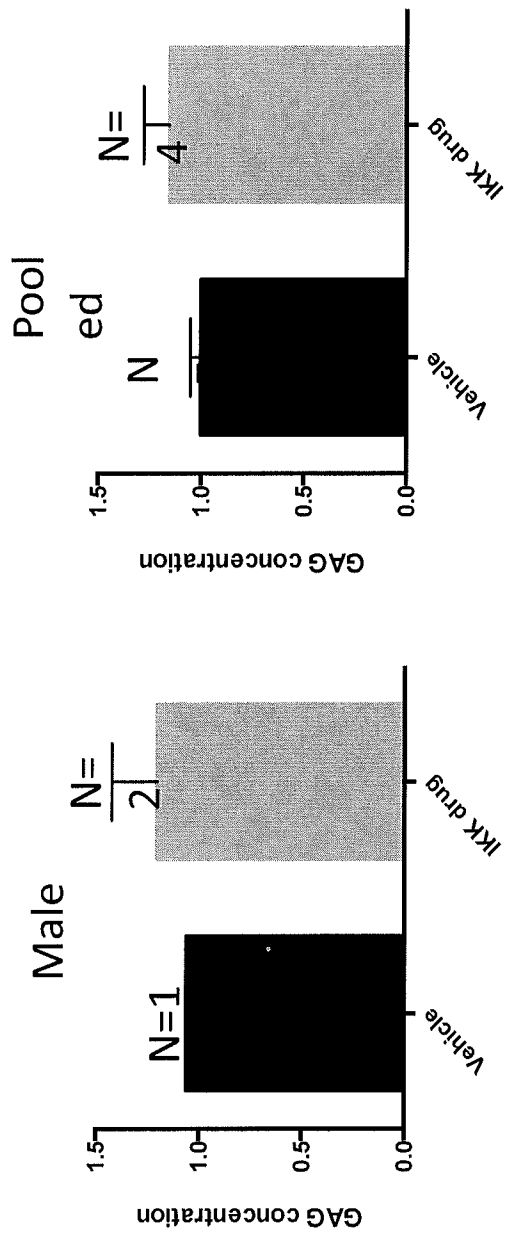 Male
N=1
N=
2
1.5
1.0
0.5
0.0
GAG concentration
Vehicle
IKK drug
Pool
ed
N
N=
4
1.5
1.0
0.5
0.0
GAG concentration
Vehicle
IKK drug